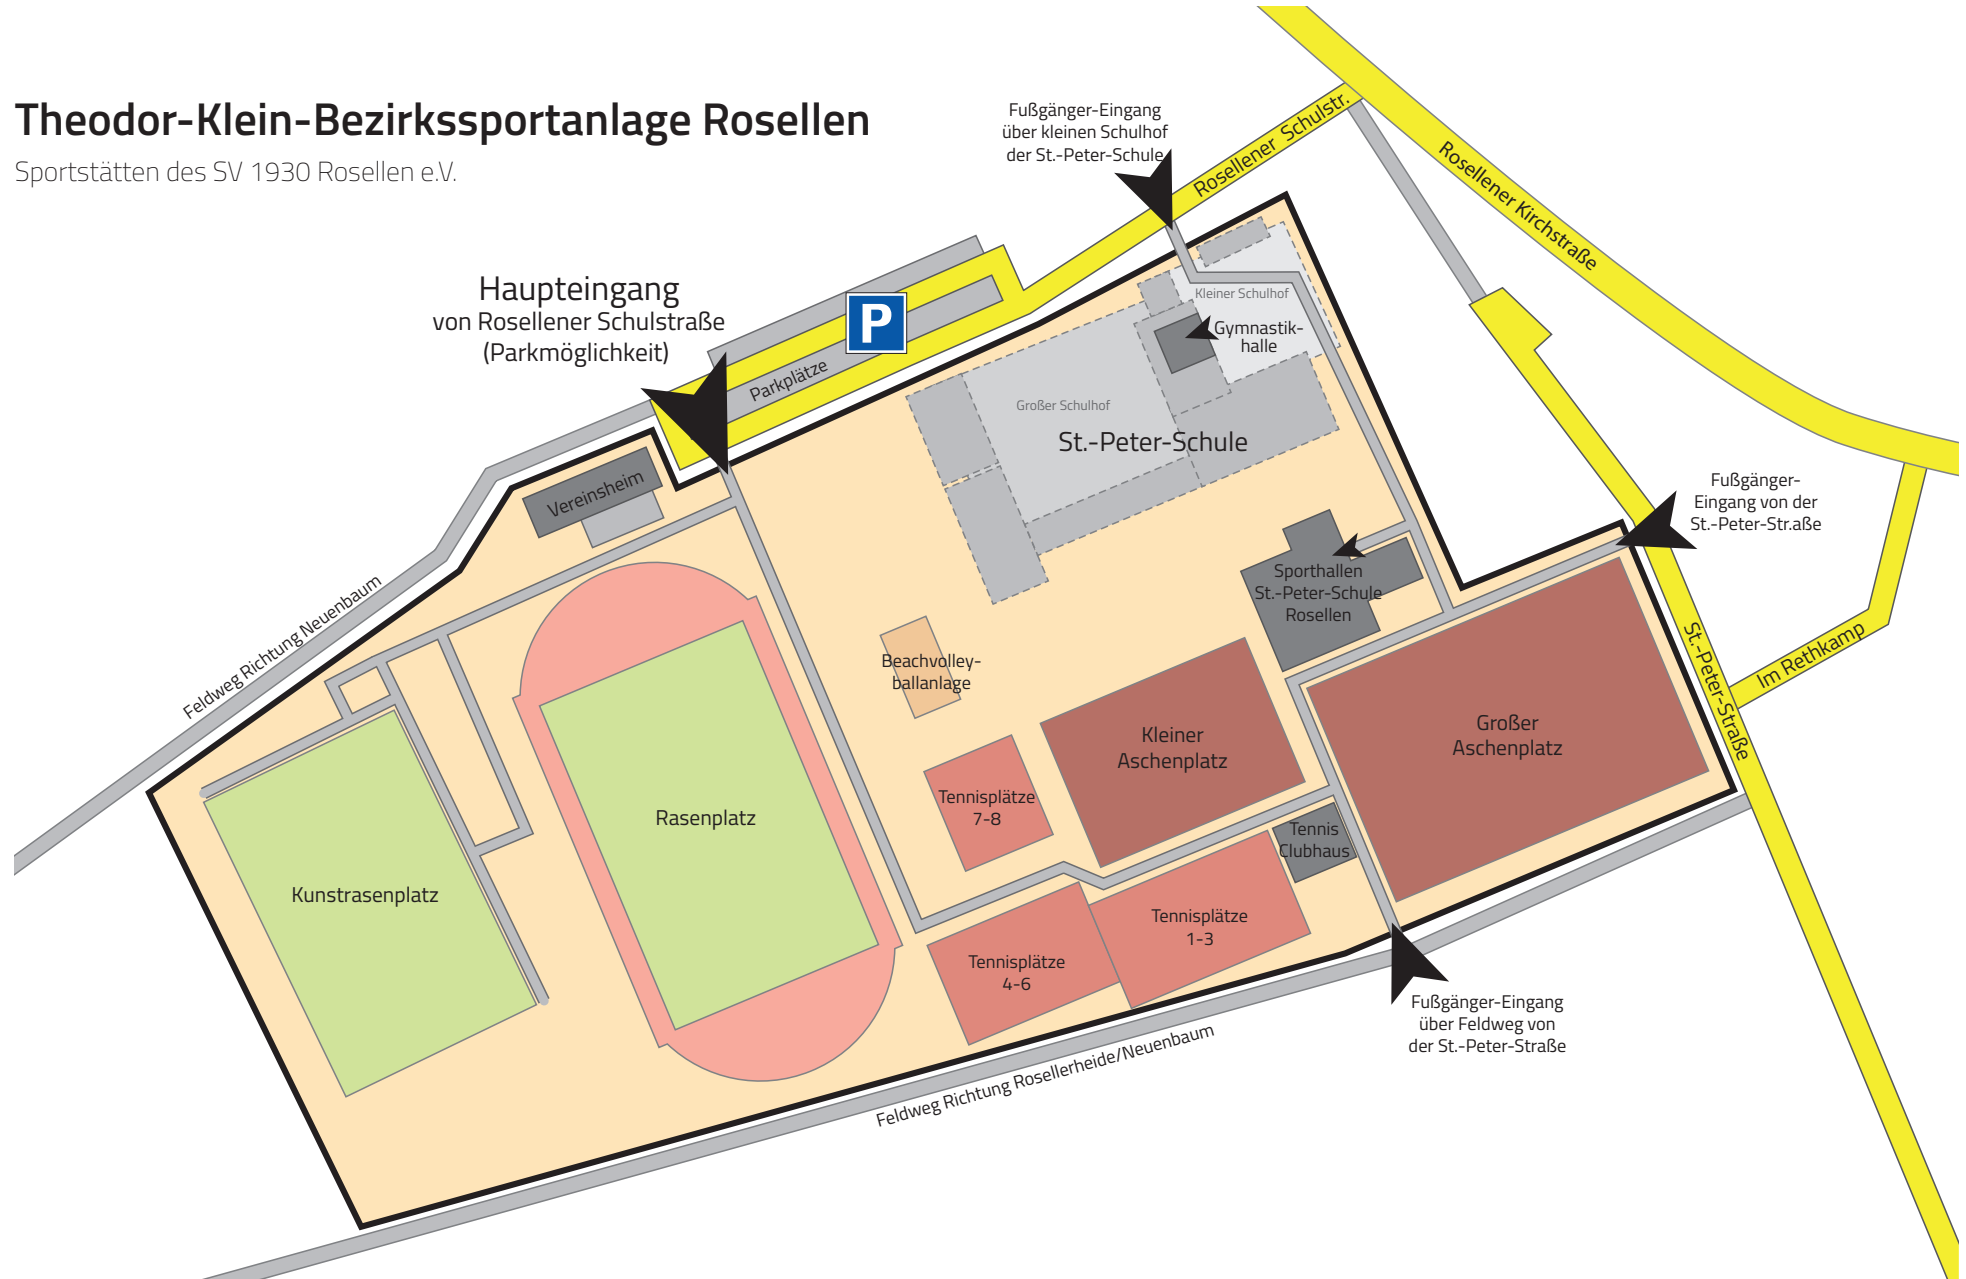 Theodor-Klein-Bezirkssportanlage Rosellen
Sportstätten des SV 1930 Rosellen e.V.
Fußgänger-Eingang
über kleinen Schulhof
der St.-Peter-Schule
Rosellener Schulstr.
Rosellener Kirchstraße
Haupteingang
von Rosellener Schulstraße
(Parkmöglichkeit)
P
Parkplätze
Kleiner Schulhof
Gymnastik-
halle
Großer Schulhof
St.-Peter-Schule
Vereinsheim
Fußgänger-
Eingang von der
St.-Peter-Str.aße
Feldweg Richtung Neuenbaum
Sporthallen
St.-Peter-Schule
Rosellen
Beachvolley-
ballanlage
St.-Peter-Straße
Im Rethkamp
Kleiner
Aschenplatz
Großer
Aschenplatz
Tennisplätze
7-8
Rasenplatz
Tennis
Clubhaus
Kunstrasenplatz
Tennisplätze
1-3
Tennisplätze
4-6
Fußgänger-Eingang
über Feldweg von
der St.-Peter-Straße
Feldweg Richtung Rosellerheide/Neuenbaum